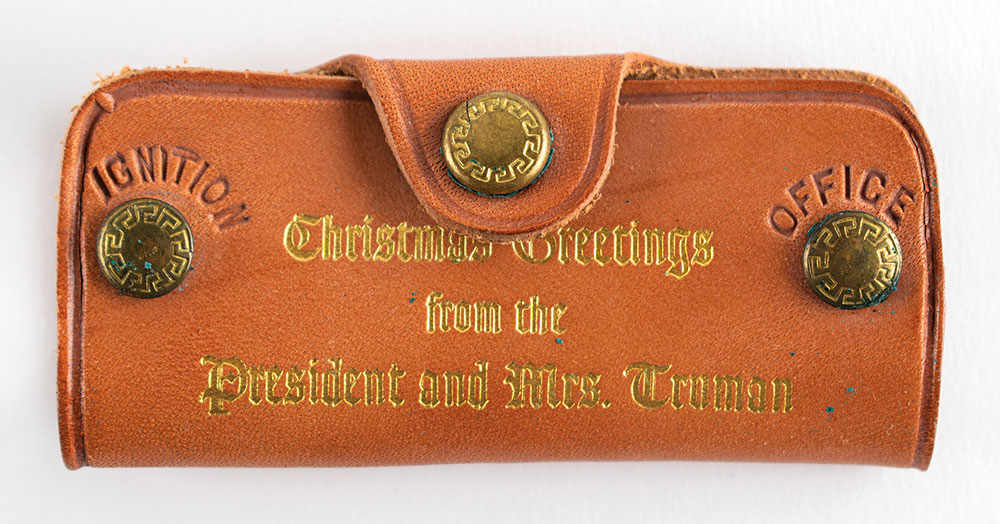 IGNITION
OFFICE
Christmas Greetings
from the
President and Mrs. Truman